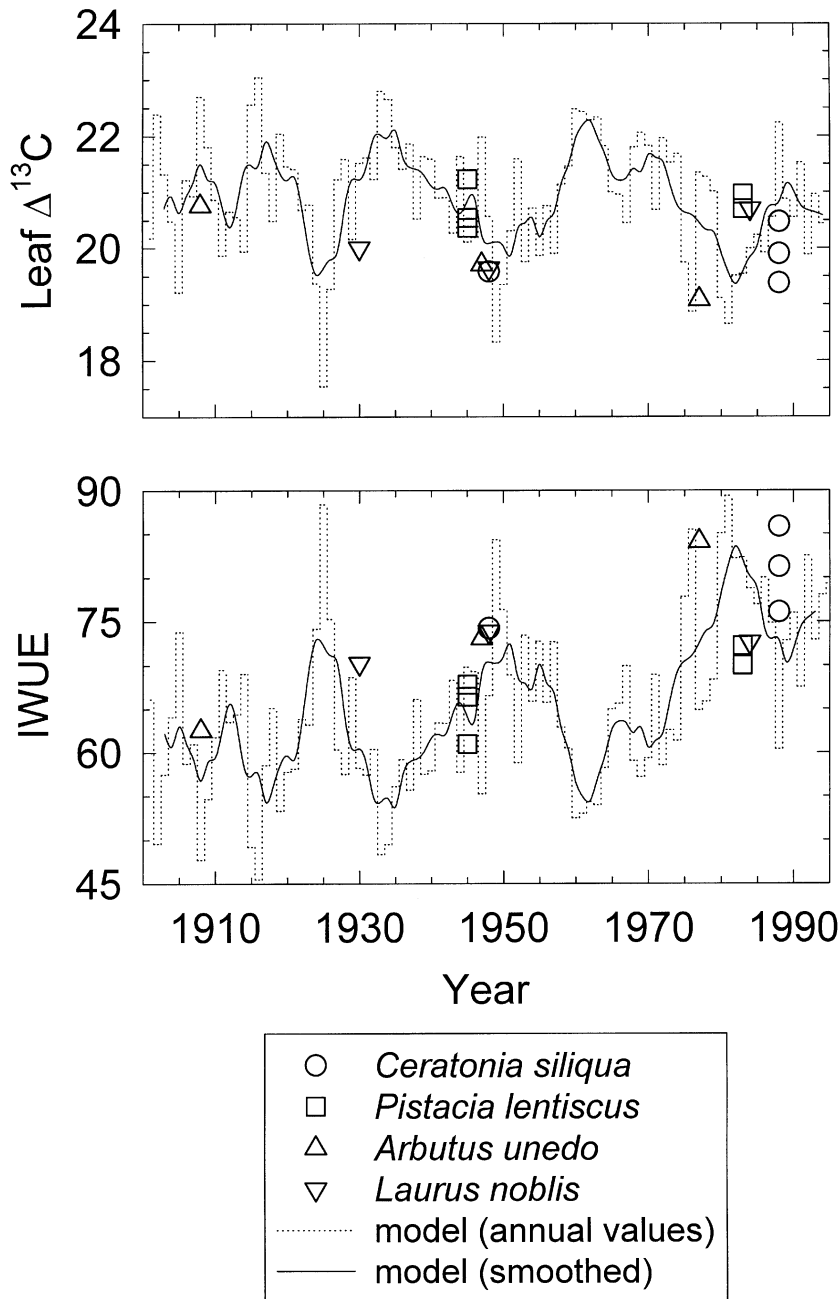 24
22
20
18
Leaf Δ¹³C
90
75
60
45
IWUE
1910 1930 1950 1970 1990
Year
Ceratonia siliqua
Pistacia lentiscus
Arbutus unedo
Laurus noblis
model (annual values)
model (smoothed)